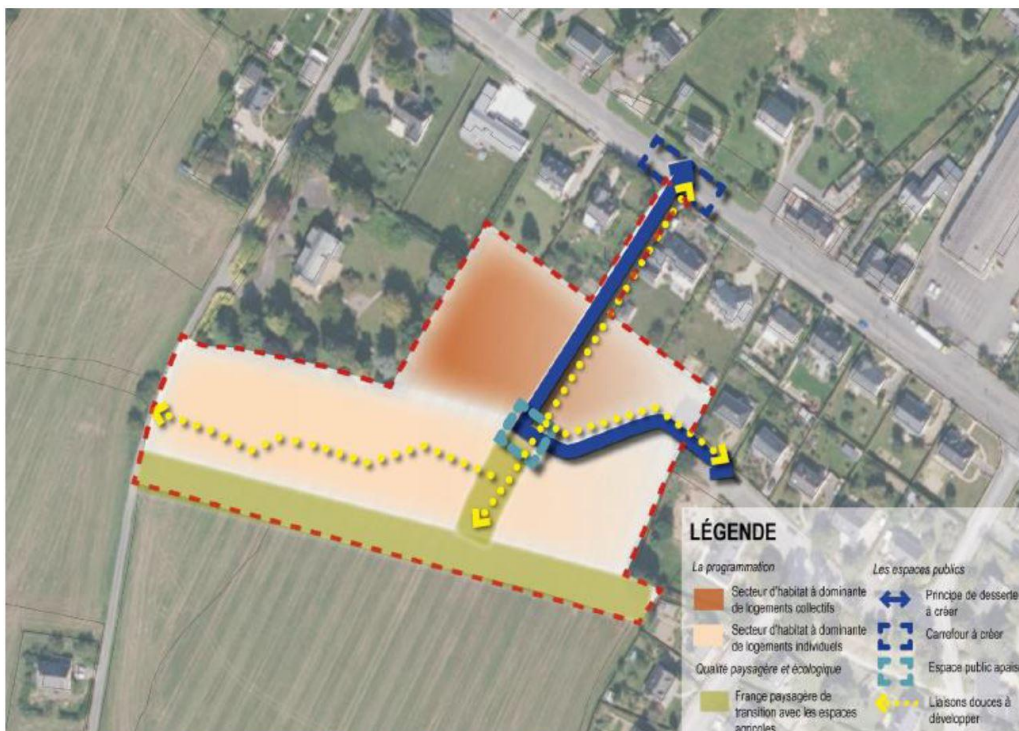 LÉGENDE
La programmation
Secteur d'habitat à dominante
de logements collectifs
Secteur d'habitat à dominante
de logements individuels
Qualité paysagère et écologique
Frange paysagère de
transition avec les espaces
agricoles
Les espaces publics
Principe de desserte
à créer
Carrefour à créer
Espace public apaisé
Liaisons douces à
développer